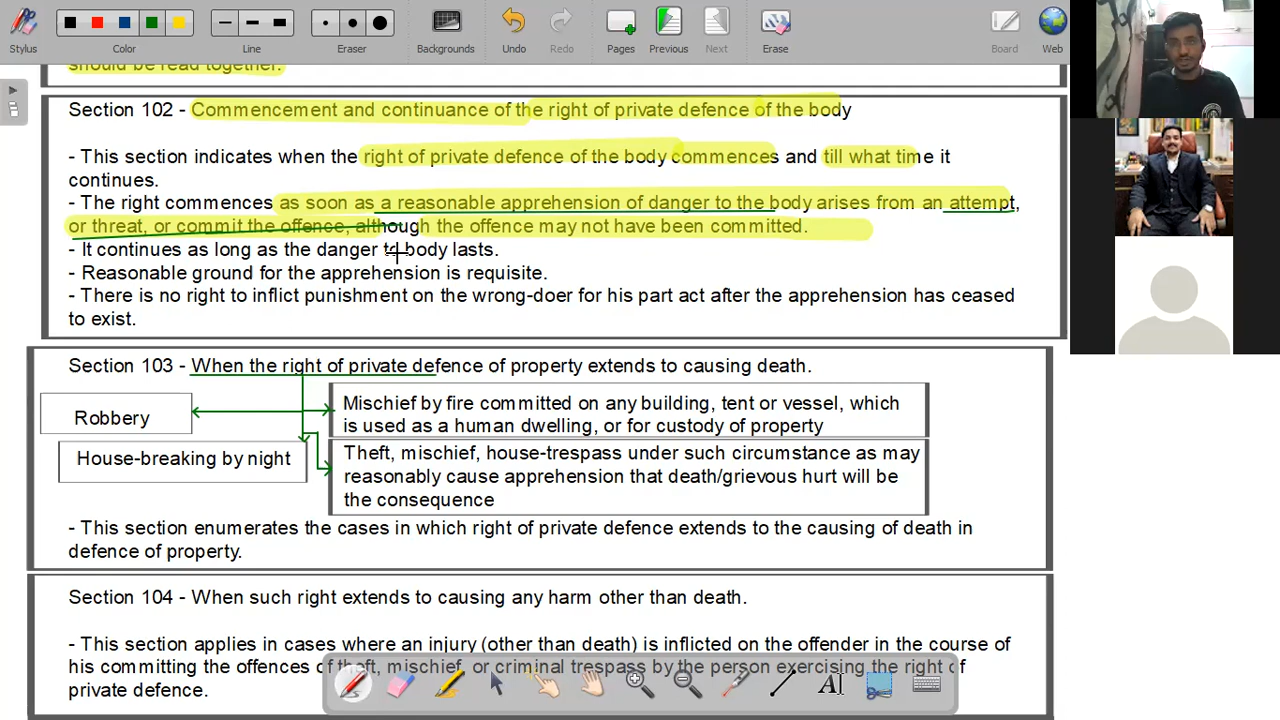 Stylus
Color
Line
Eraser
Backgrounds
Undo
Redo
Pages
Previous
Next
Erase
Board
Web
should be read together.
Section 102 - Commencement and continuance of the right of private defence of the body
- This section indicates when the right of private defence of the body commences and till what time it
continues.
- The right commences as soon as a reasonable apprehension of danger to the body arises from an attempt,
or threat, or commit the offence, although the offence may not have been committed.
- It continues as long as the danger to body lasts.
- Reasonable ground for the apprehension is requisite.
- There is no right to inflict punishment on the wrong-doer for his part act after the apprehension has ceased
to exist.
Section 103 - When the right of private defence of property extends to causing death.
Robbery
Mischief by fire committed on any building, tent or vessel, which
is used as a human dwelling, or for custody of property
House-breaking by night
Theft, mischief, house-trespass under such circumstance as may
reasonably cause apprehension that death/grievous hurt will be
the consequence
- This section enumerates the cases in which right of private defence extends to the causing of death in
defence of property.
Section 104 - When such right extends to causing any harm other than death.
- This section applies in cases where an injury (other than death) is inflicted on the offender in the course of
his committing the offences of theft, mischief, or criminal trespass by the person exercising the right of
private defence.